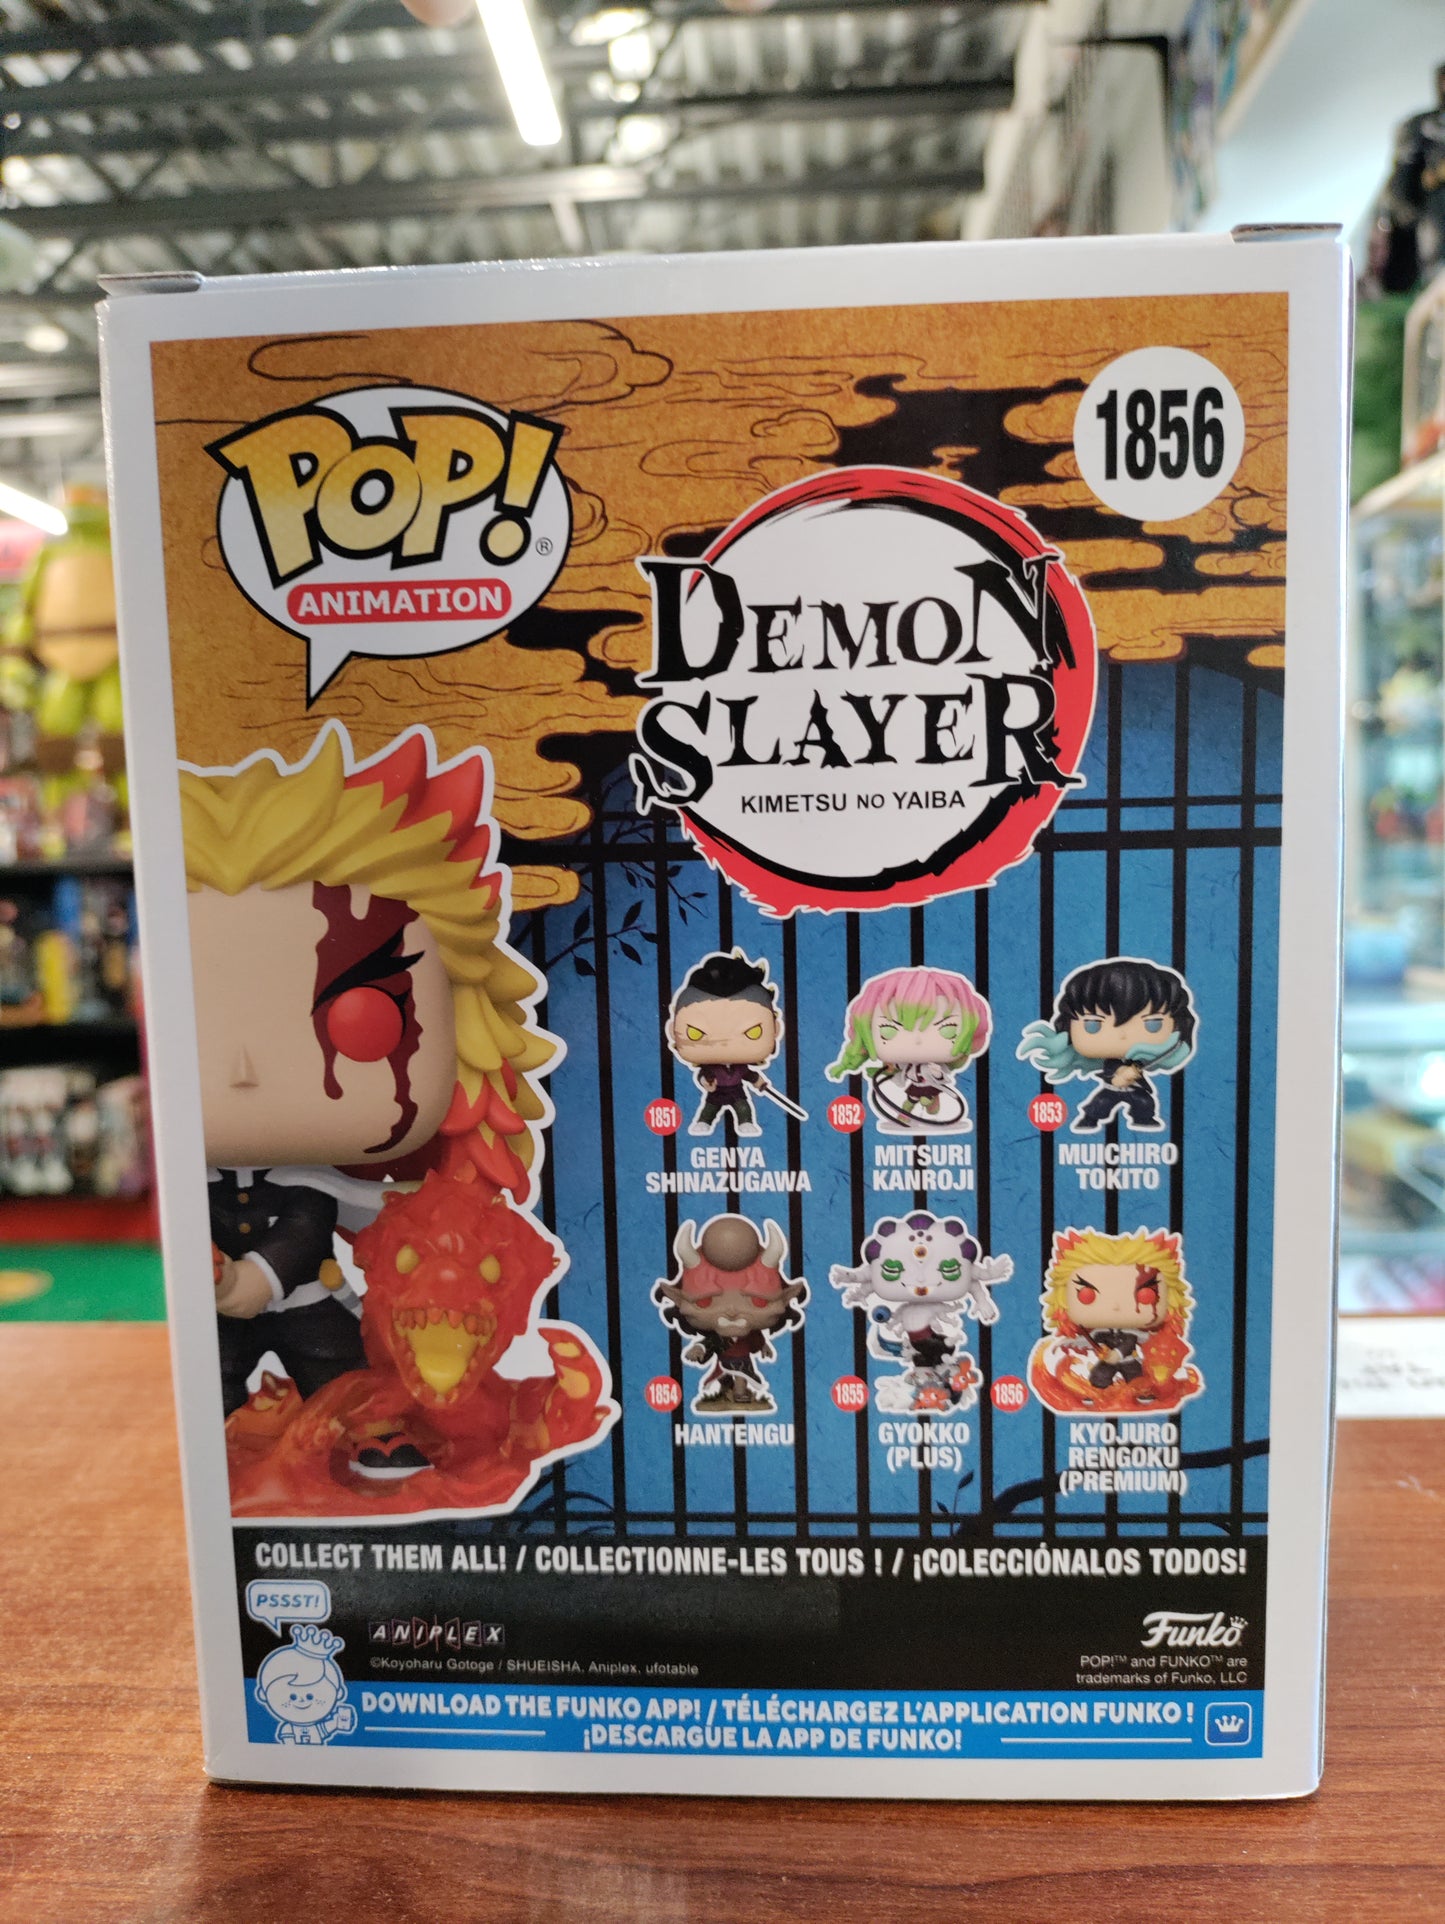 POP!®
ANIMATION
1856
DEMON
SLAYER
KIMETSU NO YAIBA
1851
GENYA
SHINAZUGAWA
1852
MITSURI
KANROJI
1853
MUICHIRO
TOKITO
1854
HANTENGU
1855
GYOKKO
(PLUS)
1856
KYOJURO
RENGOKU
(PREMIUM)
COLLECT THEM ALL! / COLLECTIONNE-LES TOUS ! / ¡COLECCIÓNALOS TODOS!
PSSST!
ANIPLEX
©Koyoharu Gotoge / SHUEISHA, Aniplex, ufotable
Funko
POP!™ and FUNKO™ are
trademarks of Funko, LLC
DOWNLOAD THE FUNKO APP! / TÉLÉCHARGEZ L'APPLICATION FUNKO !
¡DESCARGUE LA APP DE FUNKO!